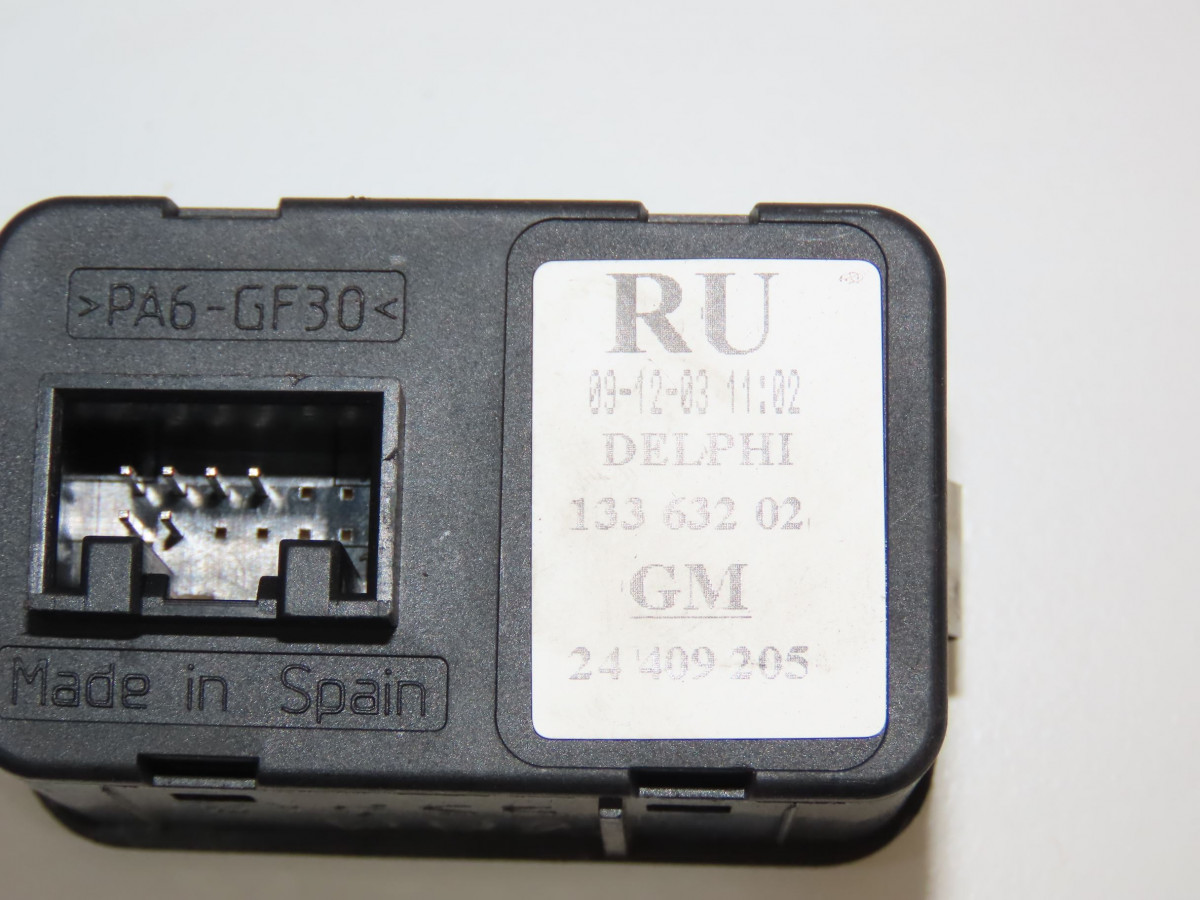 >PA6-GF30<
Made in Spain
RU
09-12-03 11:02
DELPHI
133 632 02
GM
24 409 205